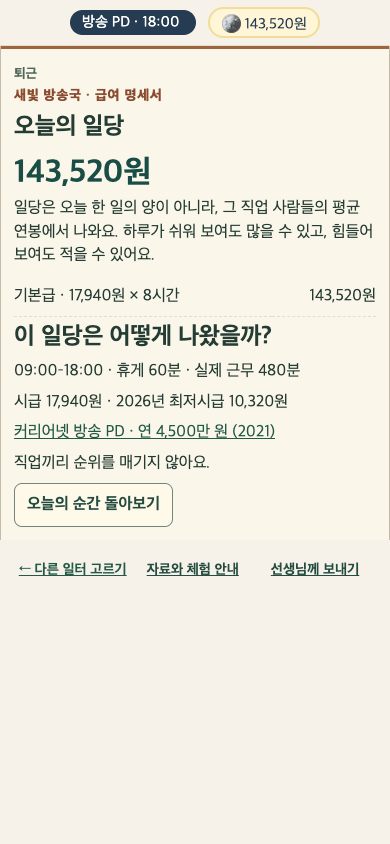 방송 PD · 18:00
143,520원
퇴근
새빛 방송국 · 급여 명세서
오늘의 일당
143,520원
일당은 오늘 한 일의 양이 아니라, 그 직업 사람들의 평균
연봉에서 나와요. 하루가 쉬워 보여도 많을 수 있고, 힘들어
보여도 적을 수 있어요.
기본급 · 17,940원 × 8시간 143,520원
이 일당은 어떻게 나왔을까?
09:00-18:00 · 휴게 60분 · 실제 근무 480분
시급 17,940원 · 2026년 최저시급 10,320원
커리어넷 방송 PD · 연 4,500만 원 (2021)
직업끼리 순위를 매기지 않아요.
오늘의 순간 돌아보기
← 다른 일터 고르기 자료와 체험 안내 선생님께 보내기